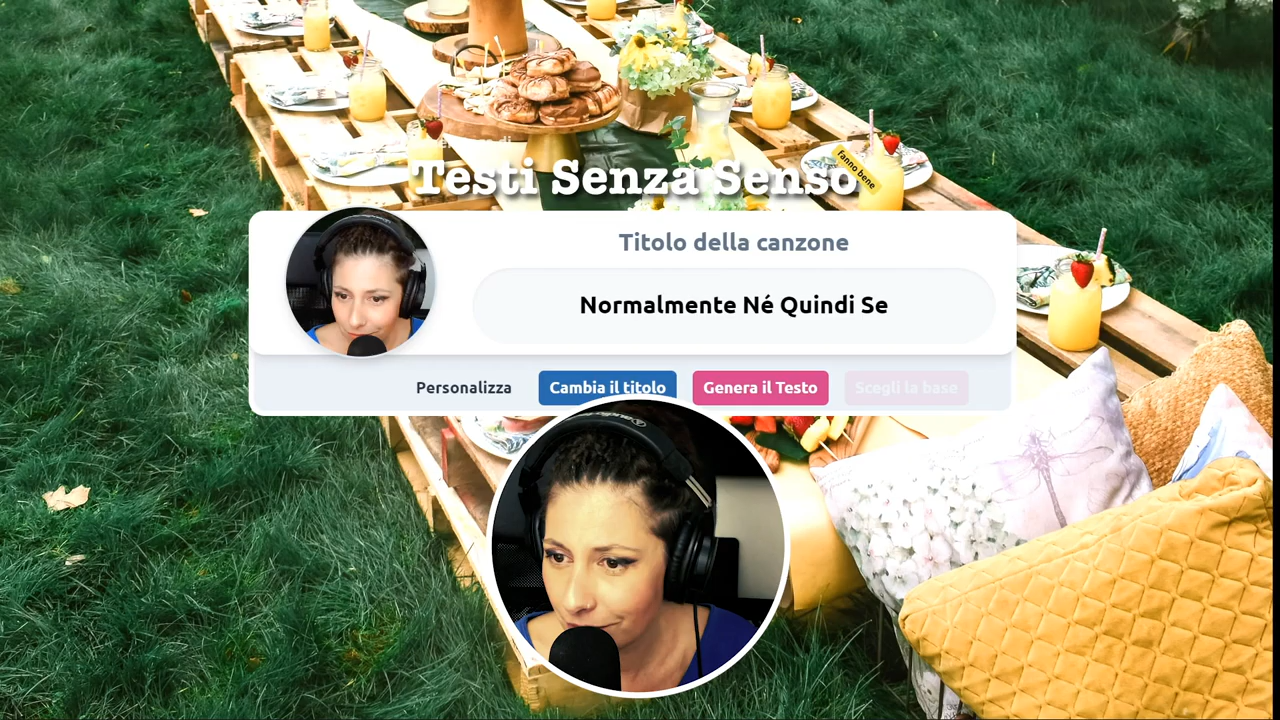 Testi Senza Senso
fanno bene
Titolo della canzone
Normalmente Né Quindi Se
Personalizza
Cambia il titolo
Genera il Testo
Scegli la base